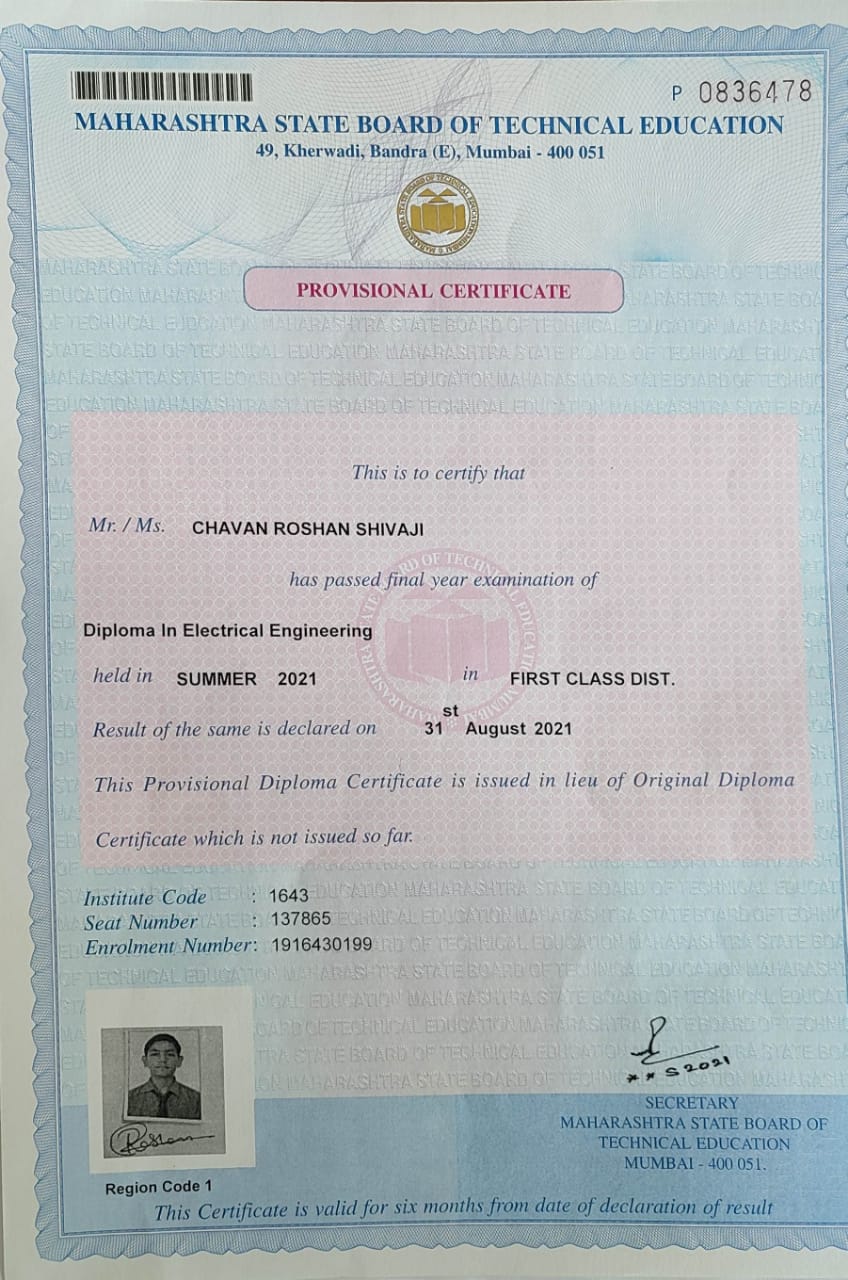 P 0836478
MAHARASHTRA STATE BOARD OF TECHNICAL EDUCATION
49, Kherwadi, Bandra (E), Mumbai - 400 051
PROVISIONAL CERTIFICATE
This is to certify that
Mr. / Ms. CHAVAN ROSHAN SHIVAJI
has passed final year examination of
Diploma In Electrical Engineering
held in SUMMER 2021 in FIRST CLASS DIST.
Result of the same is declared on 31st August 2021
This Provisional Diploma Certificate is issued in lieu of Original Diploma
Certificate which is not issued so far.
Institute Code : 1643
Seat Number : 137865
Enrolment Number: 1916430199
** S 2021
SECRETARY
MAHARASHTRA STATE BOARD OF
TECHNICAL EDUCATION
MUMBAI - 400 051.
Roshan
Region Code 1
This Certificate is valid for six months from date of declaration of result